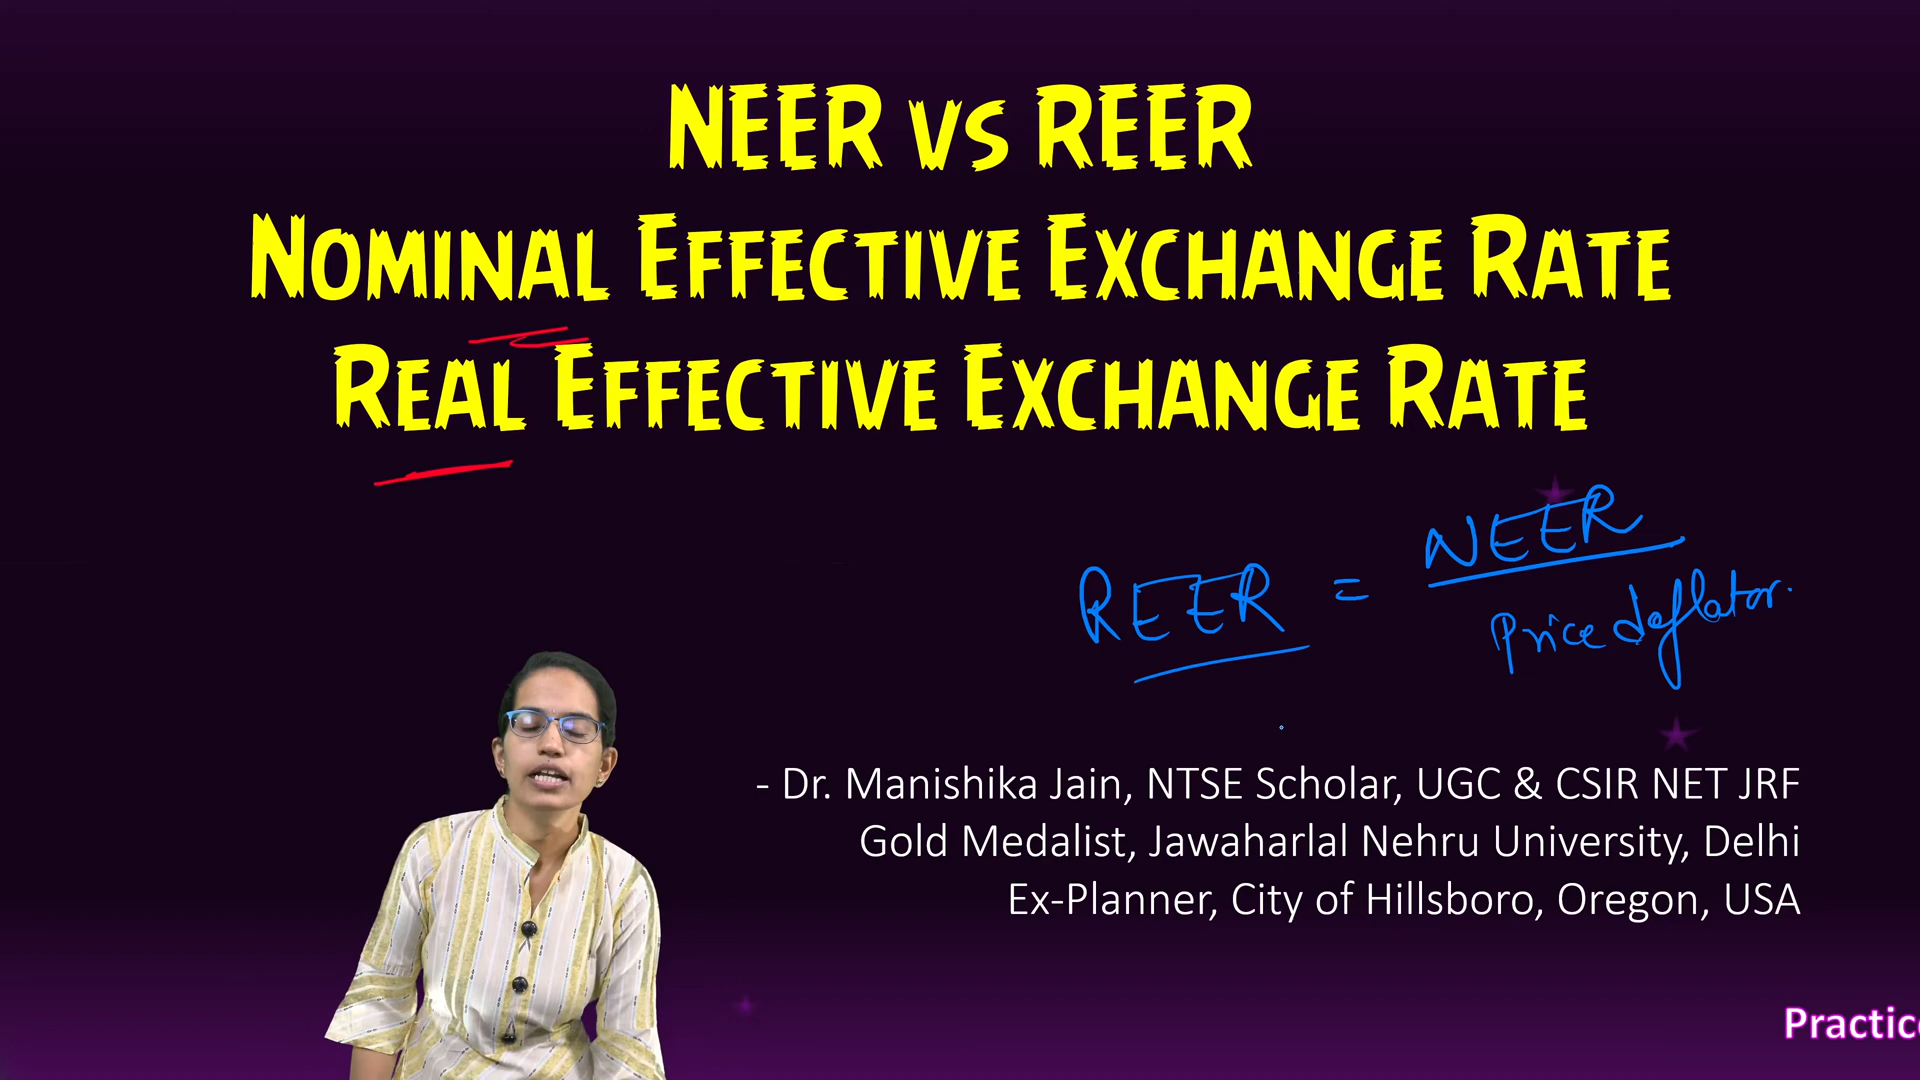 NEER vs REER
NOMINAL EFFECTIVE EXCHANGE RATE
REAL EFFECTIVE EXCHANGE RATE
REER = NEER
Price deflator.
- Dr. Manishika Jain, NTSE Scholar, UGC & CSIR NET JRF
Gold Medalist, Jawaharlal Nehru University, Delhi
Ex-Planner, City of Hillsboro, Oregon, USA
Practic